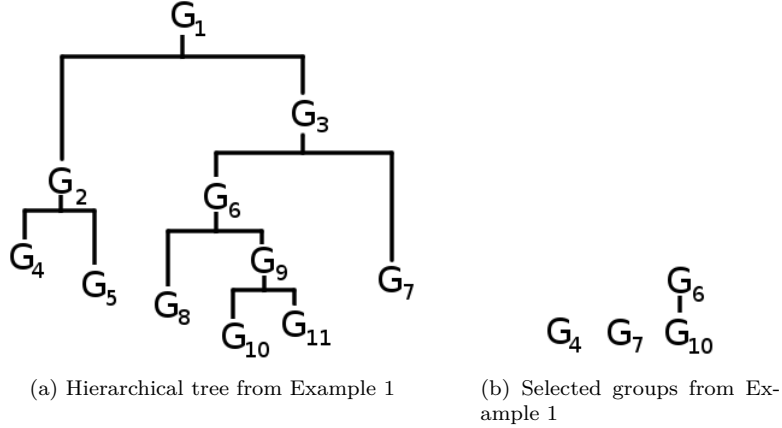 G1
G3
G2
G6
G4
G5
G9
G8
G7
G10
G11
(a) Hierarchical tree from Example 1
G6
G4 G7 G10
(b) Selected groups from Ex-
ample 1